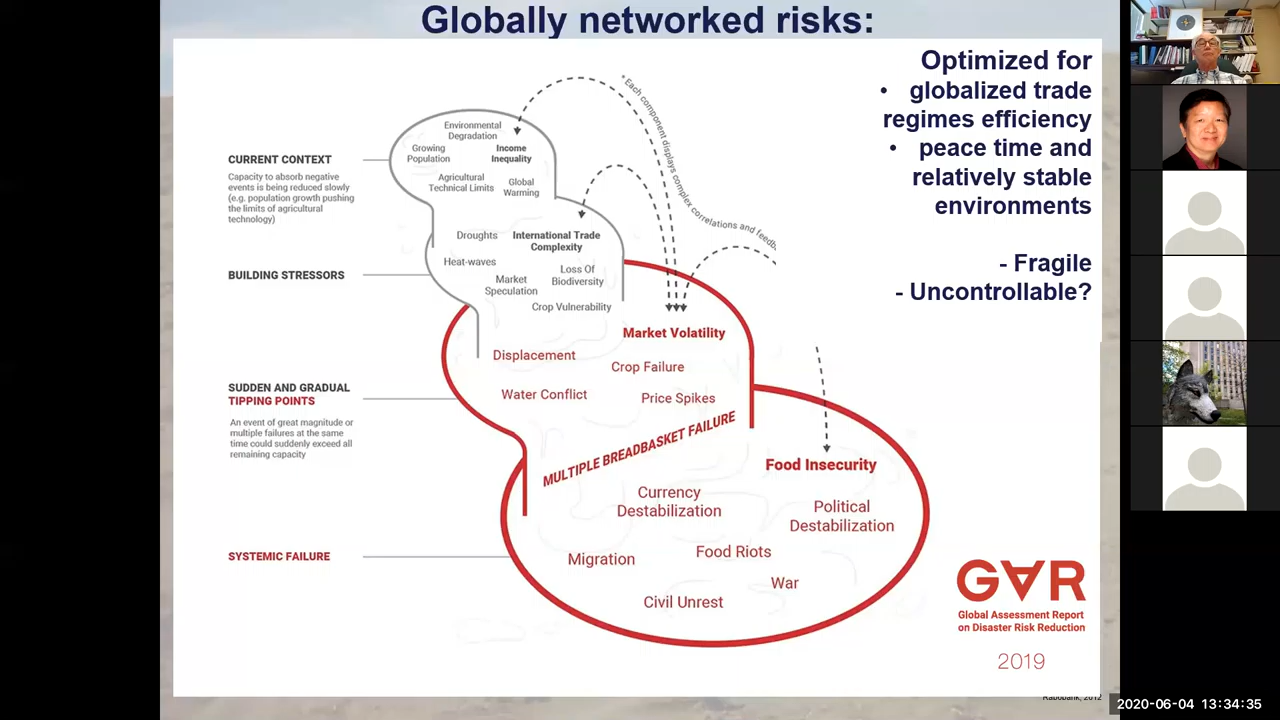 Globally networked risks:
Optimized for
• globalized trade
regimes efficiency
• peace time and
relatively stable
environments
- Fragile
- Uncontrollable?
* Each component displays complex correlations and feedb
CURRENT CONTEXT
Capacity to absorb negative
events is being reduced slowly
(e.g. population growth pushing
the limits of agricultural
technology)
Environmental
Degradation
Growing
Population
Income
Inequality
Agricultural
Technical Limits
Global
Warming
BUILDING STRESSORS
Droughts
International Trade
Complexity
Heat-waves
Market
Speculation
Loss Of
Biodiversity
Crop Vulnerability
SUDDEN AND GRADUAL
TIPPING POINTS
An event of great magnitude or
multiple failures at the same
time could suddenly exceed all
remaining capacity
Market Volatility
Displacement
Crop Failure
Water Conflict
Price Spikes
MULTIPLE BREADBASKET FAILURE
SYSTEMIC FAILURE
Food Insecurity
Currency
Destabilization
Political
Destabilization
Migration
Food Riots
War
Civil Unrest
GAR
Global Assessment Report
on Disaster Risk Reduction
2019
Rabobank, 2012
2020-06-04 13:34:35